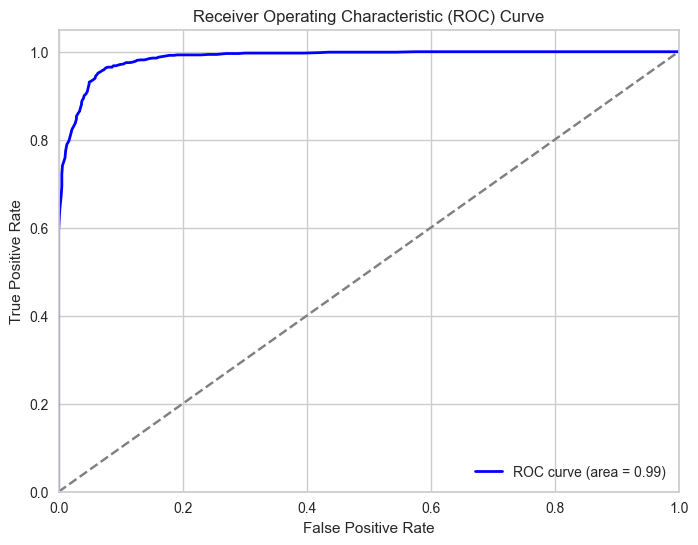 Receiver Operating Characteristic (ROC) Curve
1.0
0.8
0.6
0.4
0.2
0.0
True Positive Rate
ROC curve (area = 0.99)
0.0 0.2 0.4 0.6 0.8 1.0
False Positive Rate